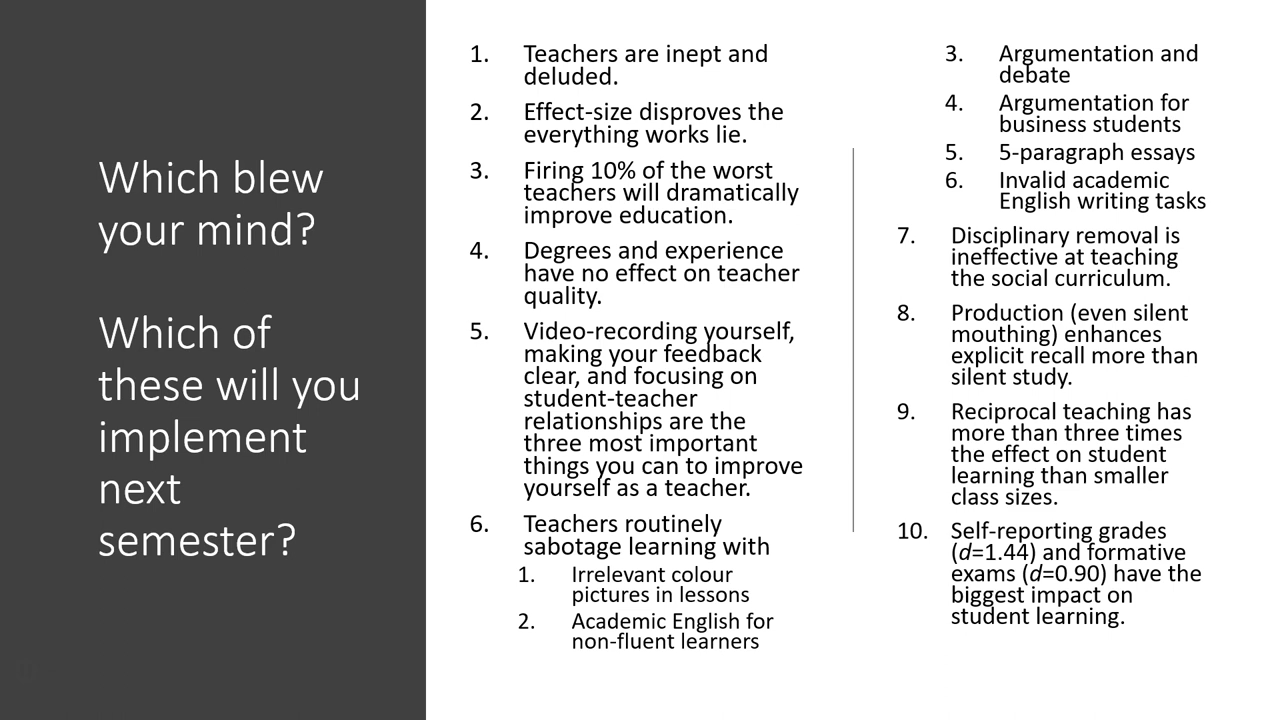 Which blew
your mind?
Which of
these will you
implement
next
semester?
1. Teachers are inept and
deluded.
2. Effect-size disproves the
everything works lie.
3. Firing 10% of the worst
teachers will dramatically
improve education.
4. Degrees and experience
have no effect on teacher
quality.
5. Video-recording yourself,
making your feedback
clear, and focusing on
student-teacher
relationships are the
three most important
things you can to improve
yourself as a teacher.
6. Teachers routinely
sabotage learning with
1. Irrelevant colour
pictures in lessons
2. Academic English for
non-fluent learners
3. Argumentation and
debate
4. Argumentation for
business students
5. 5-paragraph essays
6. Invalid academic
English writing tasks
7. Disciplinary removal is
ineffective at teaching
the social curriculum.
8. Production (even silent
mouthing) enhances
explicit recall more than
silent study.
9. Reciprocal teaching has
more than three times
the effect on student
learning than smaller
class sizes.
10. Self-reporting grades
(d=1.44) and formative
exams (d=0.90) have the
biggest impact on
student learning.